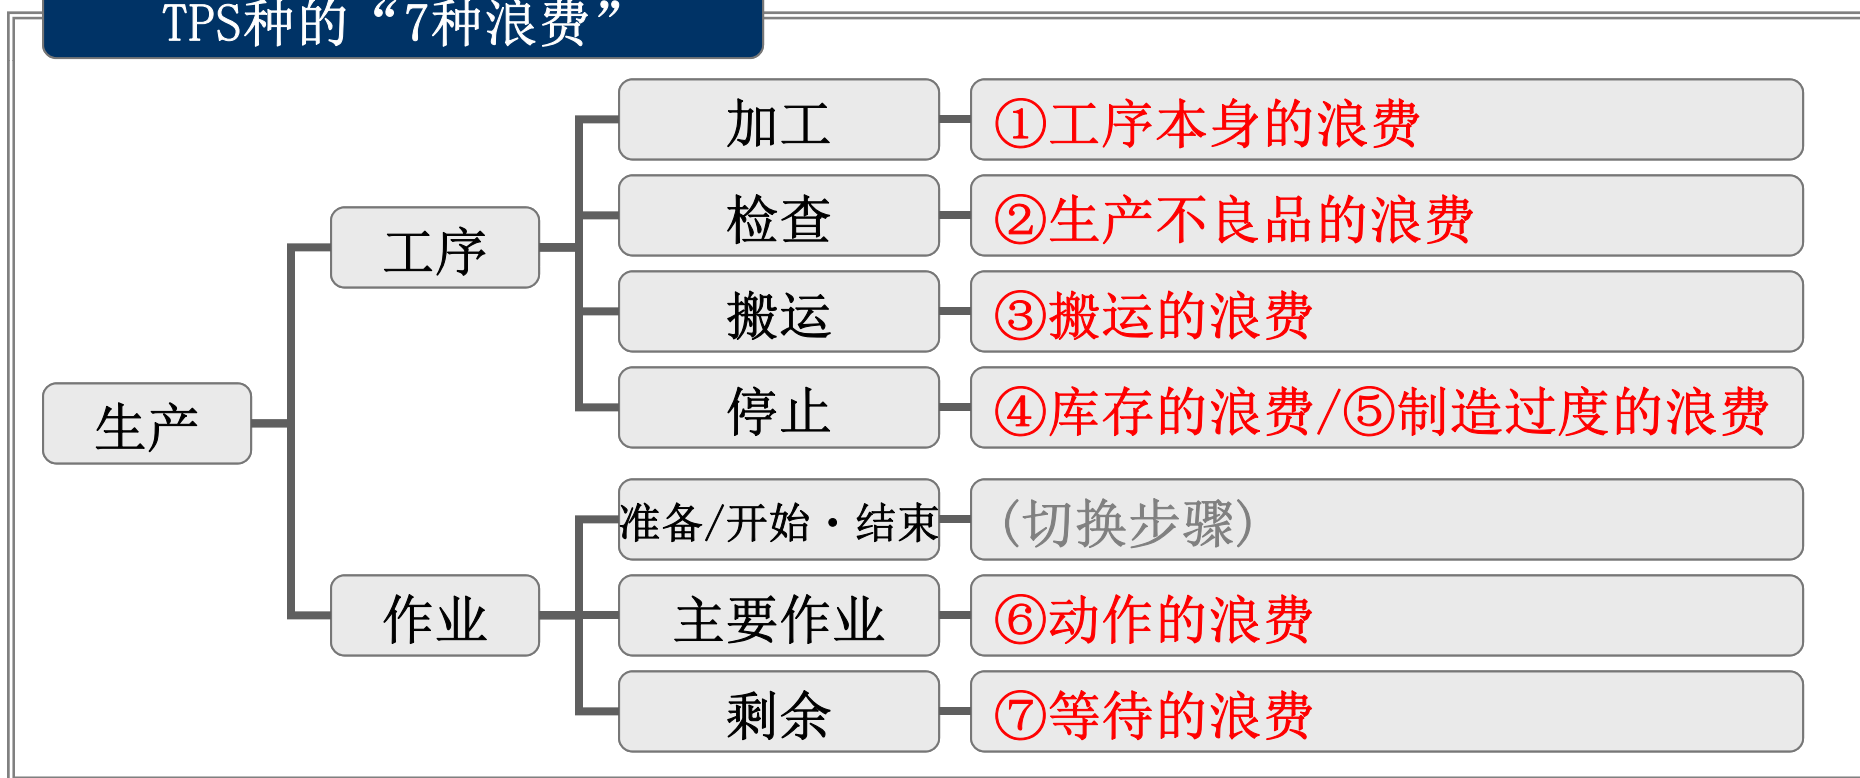 TPS种的“7种浪费”
加工
①工序本身的浪费
检查
②生产不良品的浪费
工序
搬运
③搬运的浪费
停止
④库存的浪费/⑤制造过度的浪费
生产
准备/开始·结束
(切换步骤)
作业
主要作业
⑥动作的浪费
剩余
⑦等待的浪费